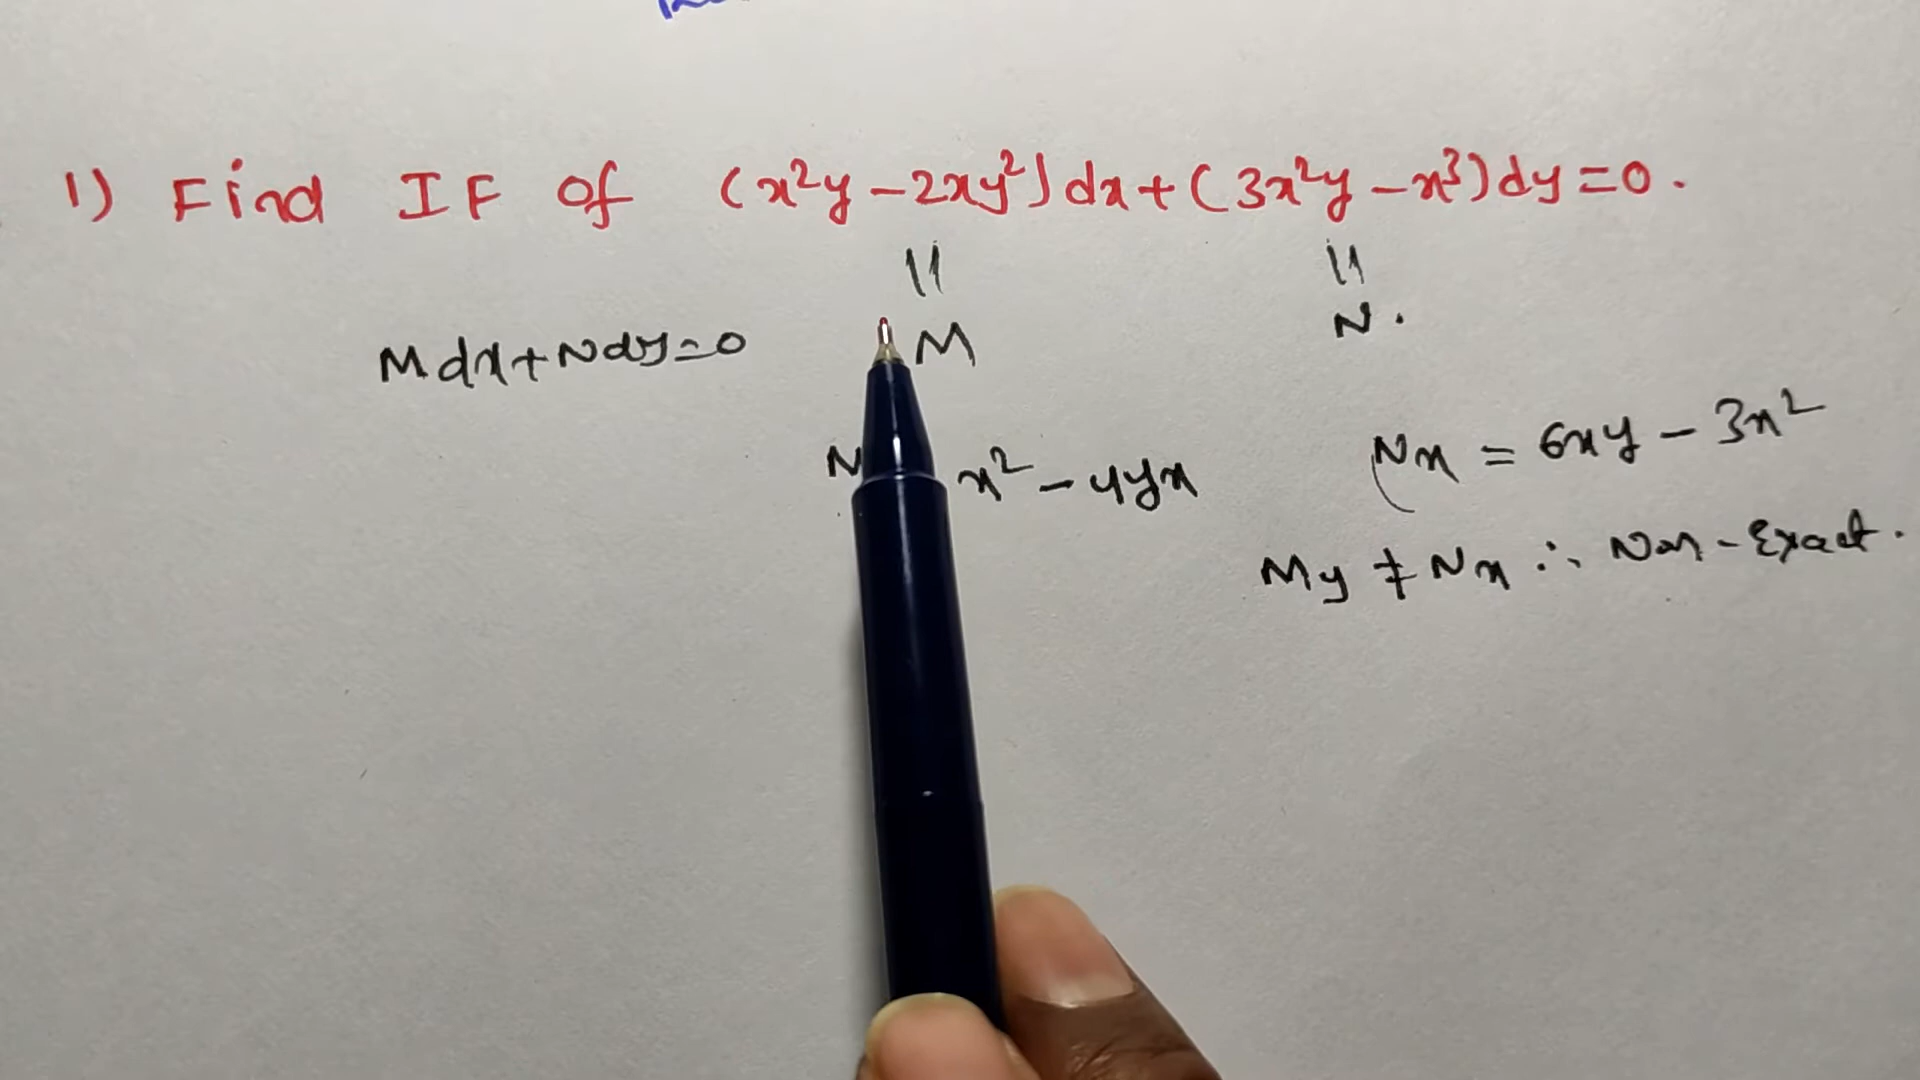 1) Find IF of (x²y - 2xy²)dx + (3x²y - x³)dy = 0.
|| ||
Mdx + Ndy = 0 M N.
x² - 4yx Nx = 6xy - 3x²
My ≠ Nx ∴ Non-Exact.